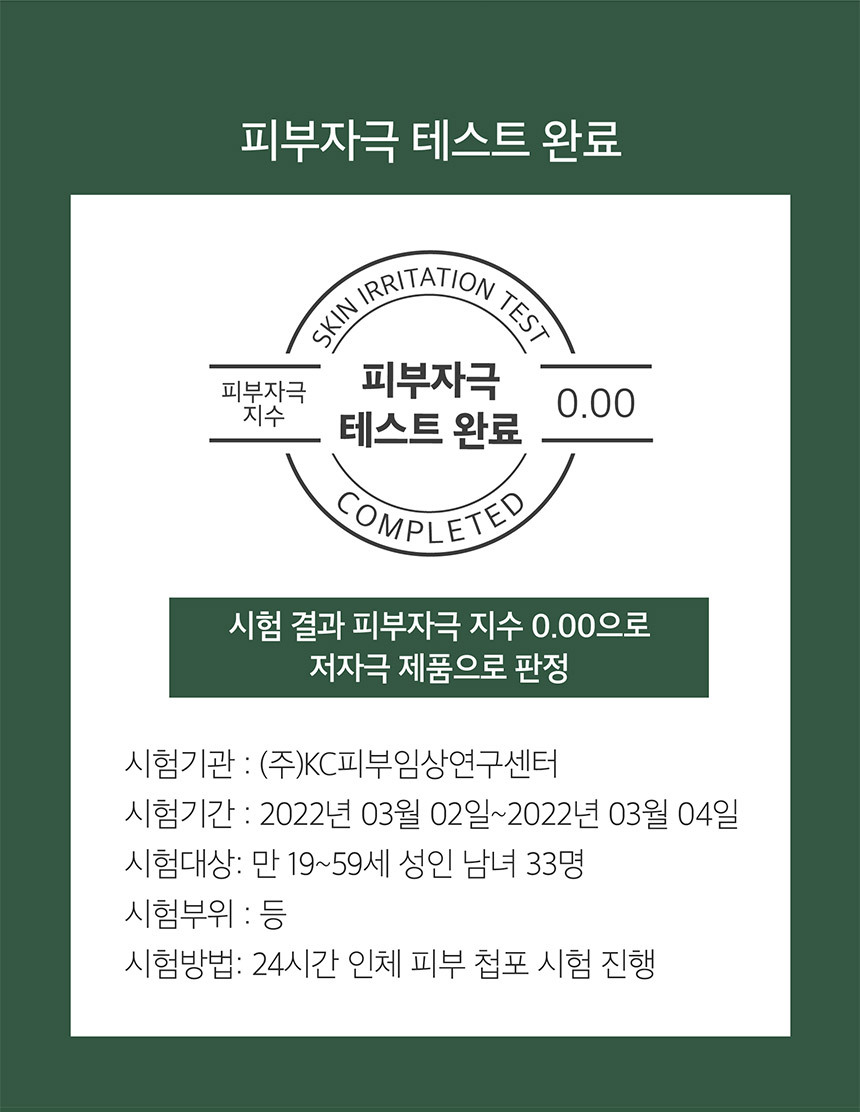 피부자극 테스트 완료
SKIN IRRITATION TEST
피부자극
지수
피부자극
테스트 완료
0.00
COMPLETED
시험 결과 피부자극 지수 0.00으로
저자극 제품으로 판정
시험기관 : (주)KC피부임상연구센터
시험기간 : 2022년 03월 02일~2022년 03월 04일
시험대상: 만 19~59세 성인 남녀 33명
시험부위 : 등
시험방법: 24시간 인체 피부 첩포 시험 진행